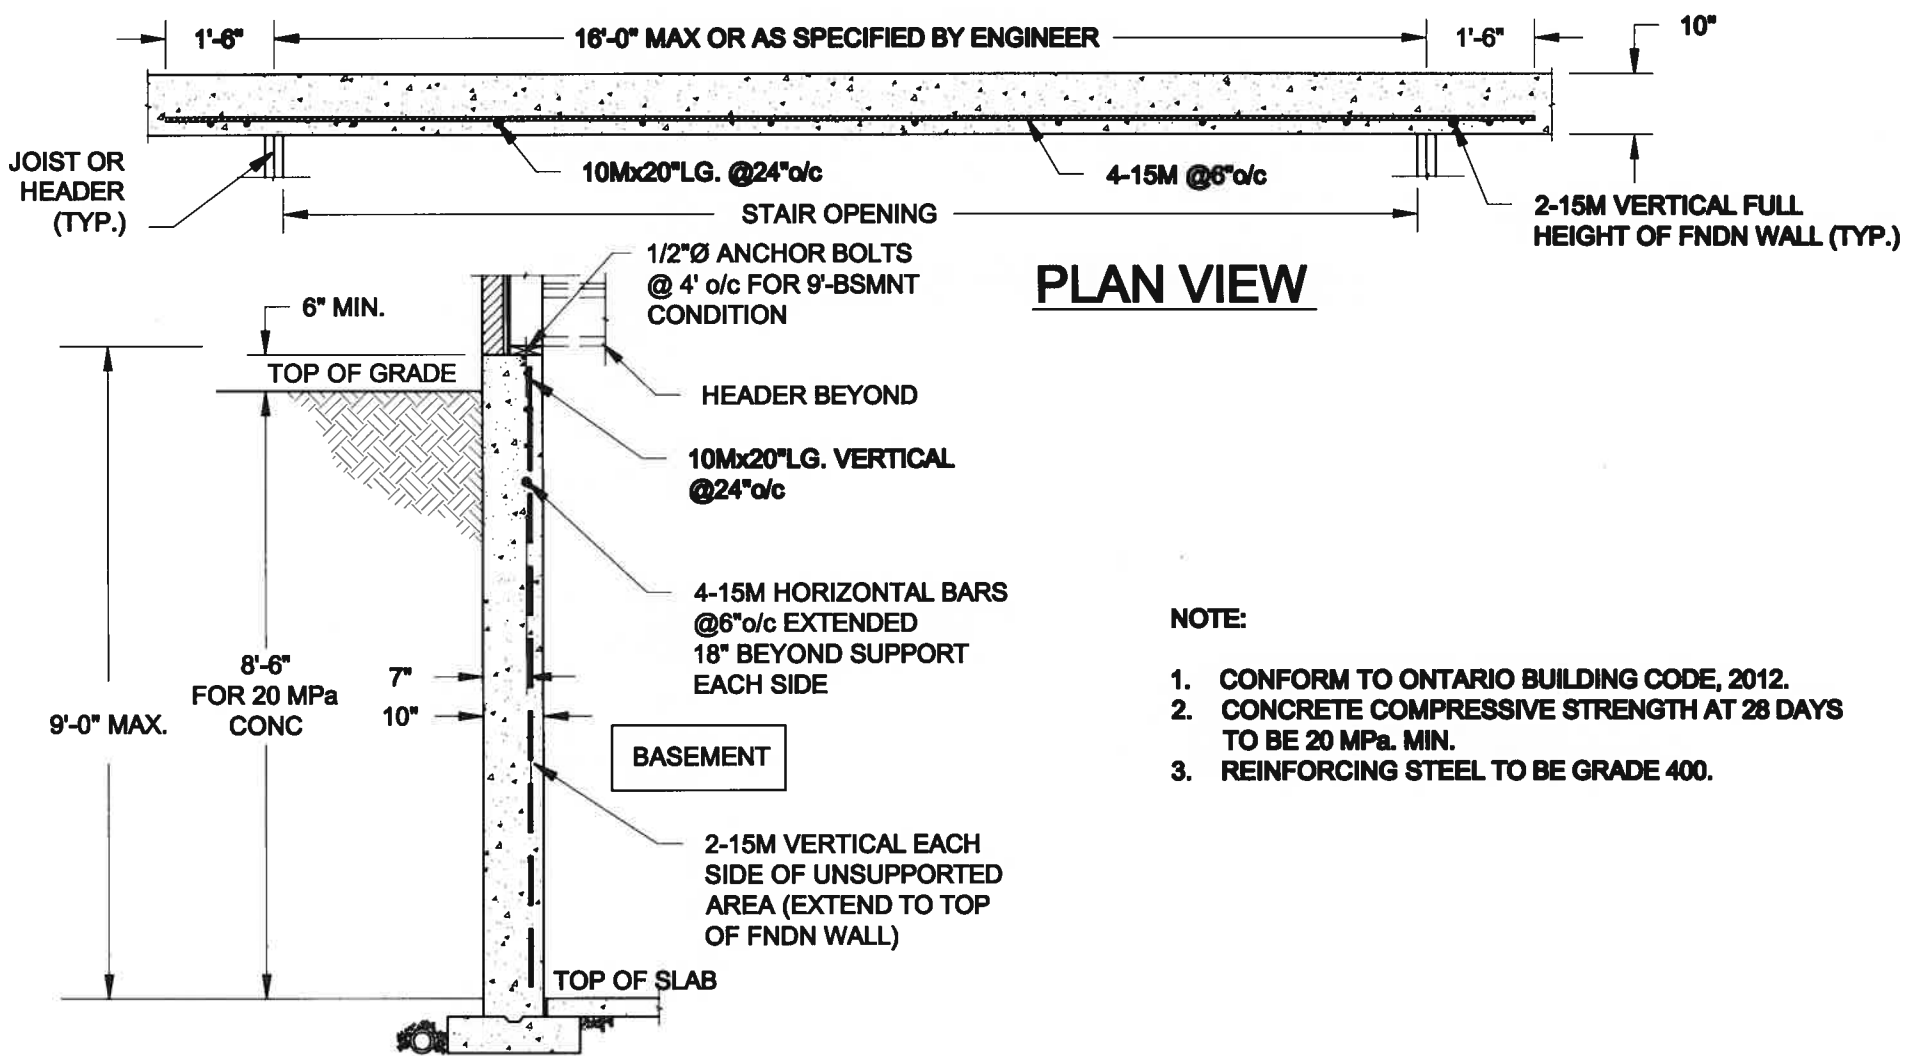 1'-6"
16'-0" MAX OR AS SPECIFIED BY ENGINEER
1'-6"
10"
JOIST OR
HEADER
(TYP.)
10Mx20"LG. @24"o/c
4-15M @6"o/c
STAIR OPENING
2-15M VERTICAL FULL
HEIGHT OF FNDN WALL (TYP.)
PLAN VIEW
1/2"Ø ANCHOR BOLTS
@ 4' o/c FOR 9'-BSMNT
CONDITION
6" MIN.
TOP OF GRADE
HEADER BEYOND
10Mx20"LG. VERTICAL
@24"o/c
4-15M HORIZONTAL BARS
@6"o/c EXTENDED
18" BEYOND SUPPORT
EACH SIDE
8'-6"
FOR 20 MPa
CONC
9'-0" MAX.
7"
10"
BASEMENT
2-15M VERTICAL EACH
SIDE OF UNSUPPORTED
AREA (EXTEND TO TOP
OF FNDN WALL)
TOP OF SLAB
NOTE:
1. CONFORM TO ONTARIO BUILDING CODE, 2012.
2. CONCRETE COMPRESSIVE STRENGTH AT 28 DAYS
TO BE 20 MPa. MIN.
3. REINFORCING STEEL TO BE GRADE 400.